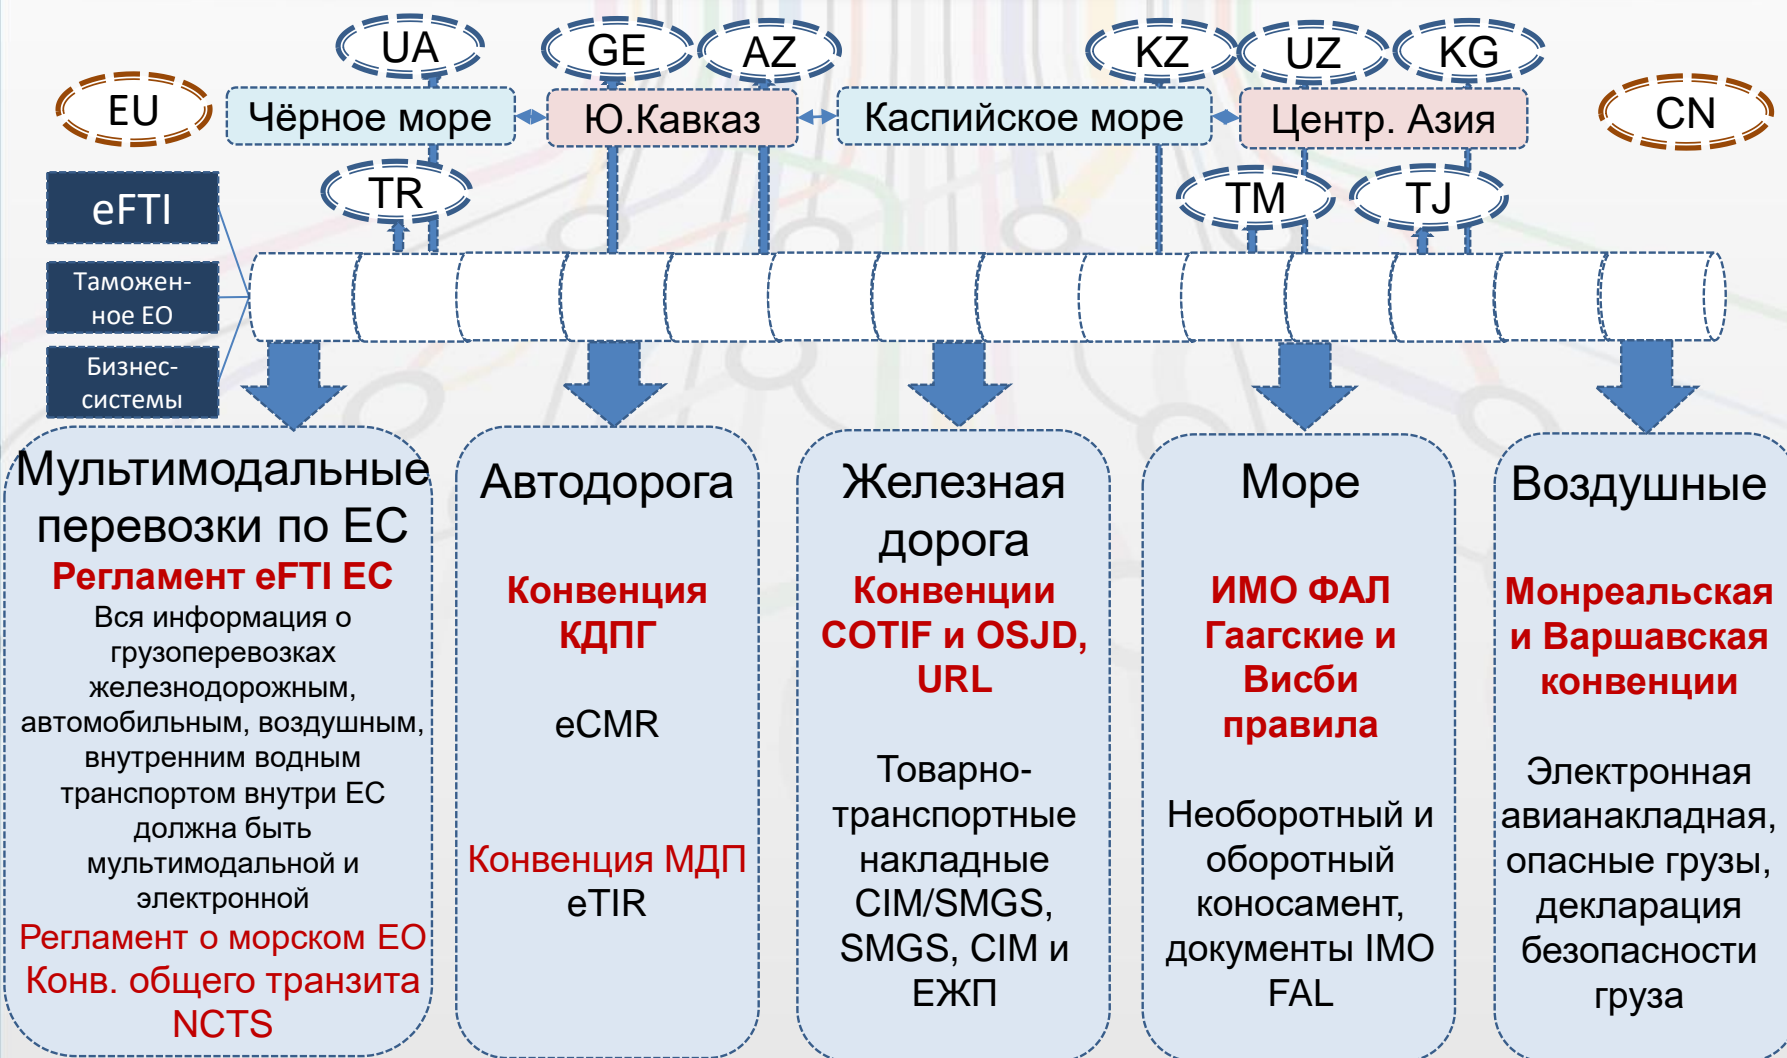 UA
GE
AZ
KZ
UZ
KG
EU
Чёрное море
Ю.Кавказ
Каспийское море
Центр. Азия
CN
TR
TM
TJ
eFTI
Таможен-
ное ЕО
Бизнес-
системы
Мультимодальные
перевозки по ЕС
Регламент eFTI ЕС
Вся информация о
грузоперевозках
железнодорожным,
автомобильным, воздушным,
внутренним водным
транспортом внутри ЕС
должна быть
мультимодальной и
электронной
Регламент о морском ЕО
Конв. общего транзита
NCTS
Автодорога
Конвенция
КДПГ
eCMR
Конвенция МДП
eTIR
Железная
дорога
Конвенции
COTIF и OSJD,
URL
Товарно-
транспортные
накладные
CIM/SMGS,
SMGS, CIM и
ЕЖП
Море
ИМО ФАЛ
Гаагские и
Висби
правила
Необоротный и
оборотный
коносамент,
документы IMO
FAL
Воздушные
Монреальская
и Варшавская
конвенции
Электронная
авианакладная,
опасные грузы,
декларация
безопасности
груза